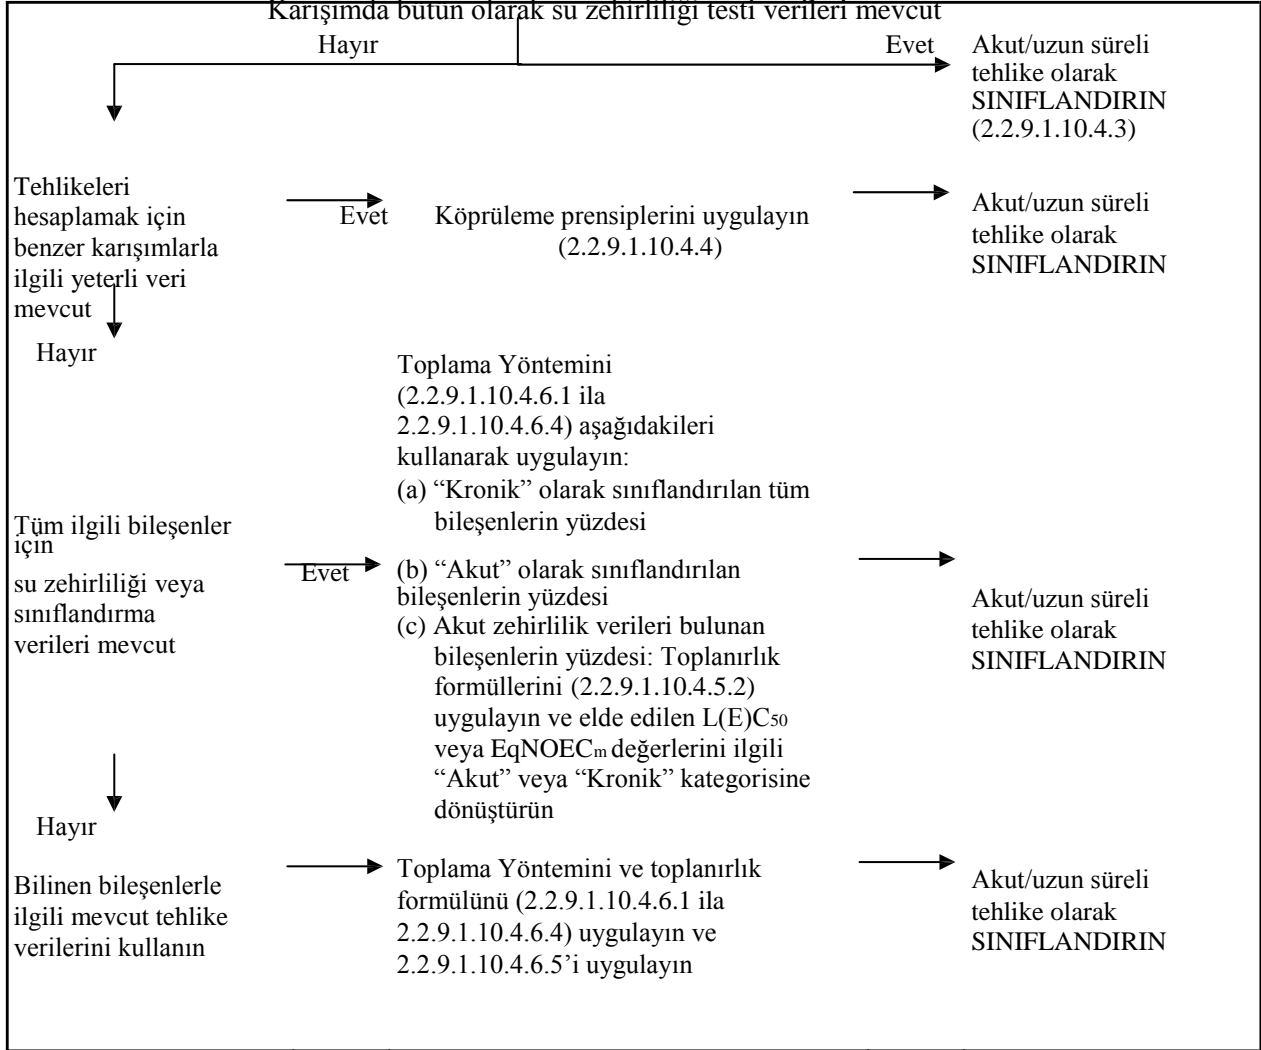 Karışımda bütün olarak su zehirliliği testi verileri mevcut
Hayır
Evet
Akut/uzun süreli
tehlike olarak
SINIFLANDIRIN
(2.2.9.1.10.4.3)
Tehlikeleri
hesaplamak için
benzer karışımlarla
ilgili yeterli veri
mevcut
Evet
Köprüleme prensiplerini uygulayın
(2.2.9.1.10.4.4)
Akut/uzun süreli
tehlike olarak
SINIFLANDIRIN
Hayır
Tüm ilgili bileşenler
için
su zehirliliği veya
sınıflandırma
verileri mevcut
Evet
Toplama Yöntemini
(2.2.9.1.10.4.6.1 ila
2.2.9.1.10.4.6.4) aşağıdakileri
kullanarak uygulayın:
(a) “Kronik” olarak sınıflandırılan tüm
bileşenlerin yüzdesi
(b) “Akut” olarak sınıflandırılan
bileşenlerin yüzdesi
(c) Akut zehirlilik verileri bulunan
bileşenlerin yüzdesi: Toplanırlık
formüllerini (2.2.9.1.10.4.5.2)
uygulayın ve elde edilen L(E)C50
veya EqNOECm değerlerini ilgili
“Akut” veya “Kronik” kategorisine
dönüştürün
Akut/uzun süreli
tehlike olarak
SINIFLANDIRIN
Hayır
Bilinen bileşenlerle
ilgili mevcut tehlike
verilerini kullanın
Toplama Yöntemini ve toplanırlık
formülünü (2.2.9.1.10.4.6.1 ila
2.2.9.1.10.4.6.4) uygulayın ve
2.2.9.1.10.4.6.5’i uygulayın
Akut/uzun süreli
tehlike olarak
SINIFLANDIRIN